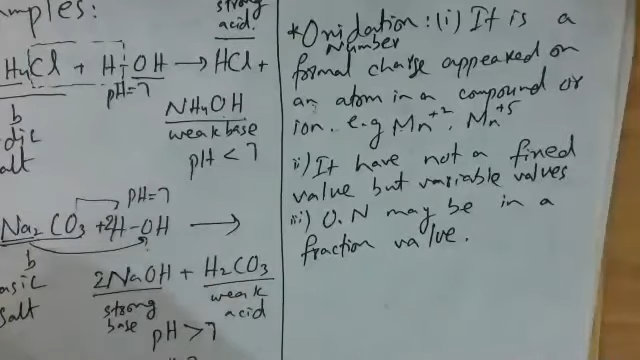 mples:
strong
acid.
H4Cl + H-OH → HCl +
pH=7
NH4OH
weak base
pH < 7
b
dic
alt
pH=7
Na2CO3 + 2H-OH →
b
asic
salt
2NaOH + H2CO3
strong
base
weak
acid
pH > 7
*Oxidation : (i) It is a
Number
formal charge appeared on
an atom in a compound or
ion. e.g Mn+2, Mn+5
ii) It have not a fixed
value but variable values
iii) O.N may be in a
fraction value.